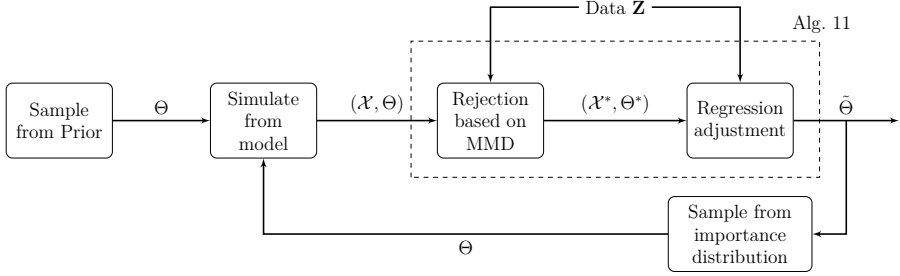 Data Z
Alg. 11
Sample
from Prior
Θ
Simulate
from
model
(𝒳, Θ)
Rejection
based on
MMD
(𝒳*, Θ*)
Regression
adjustment
Θ̃
Sample from
importance
distribution
Θ